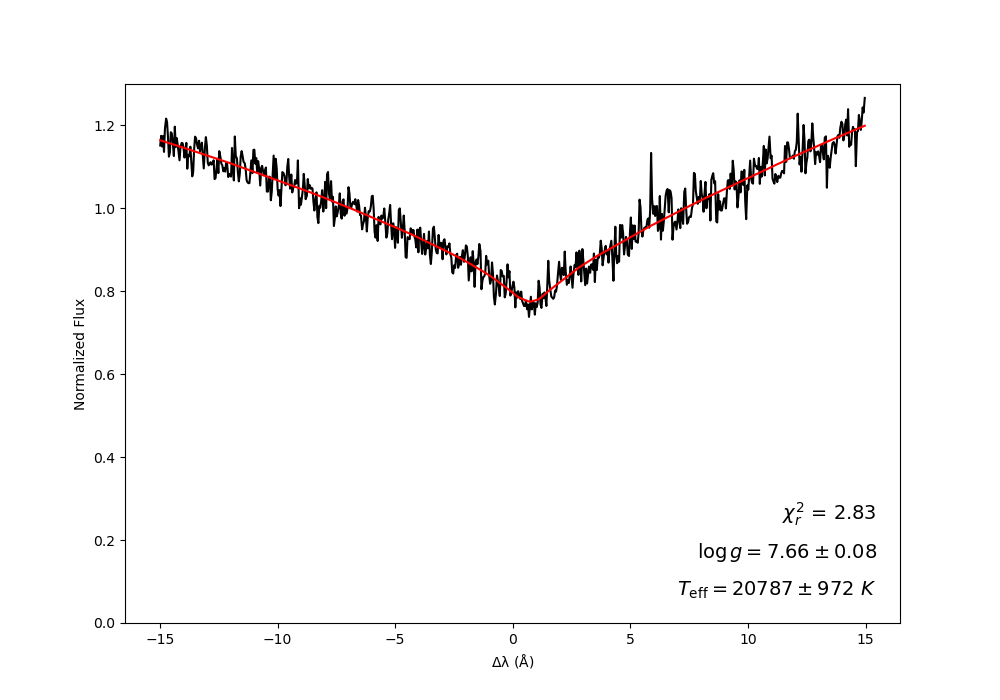 1.2
1.0
0.8
0.6
0.4
0.2
0.0
Normalized Flux
χ²ᵣ = 2.83
log g = 7.66 ± 0.08
T_eff = 20787 ± 972 K
−15 −10 −5 0 5 10 15
Δλ (Å)